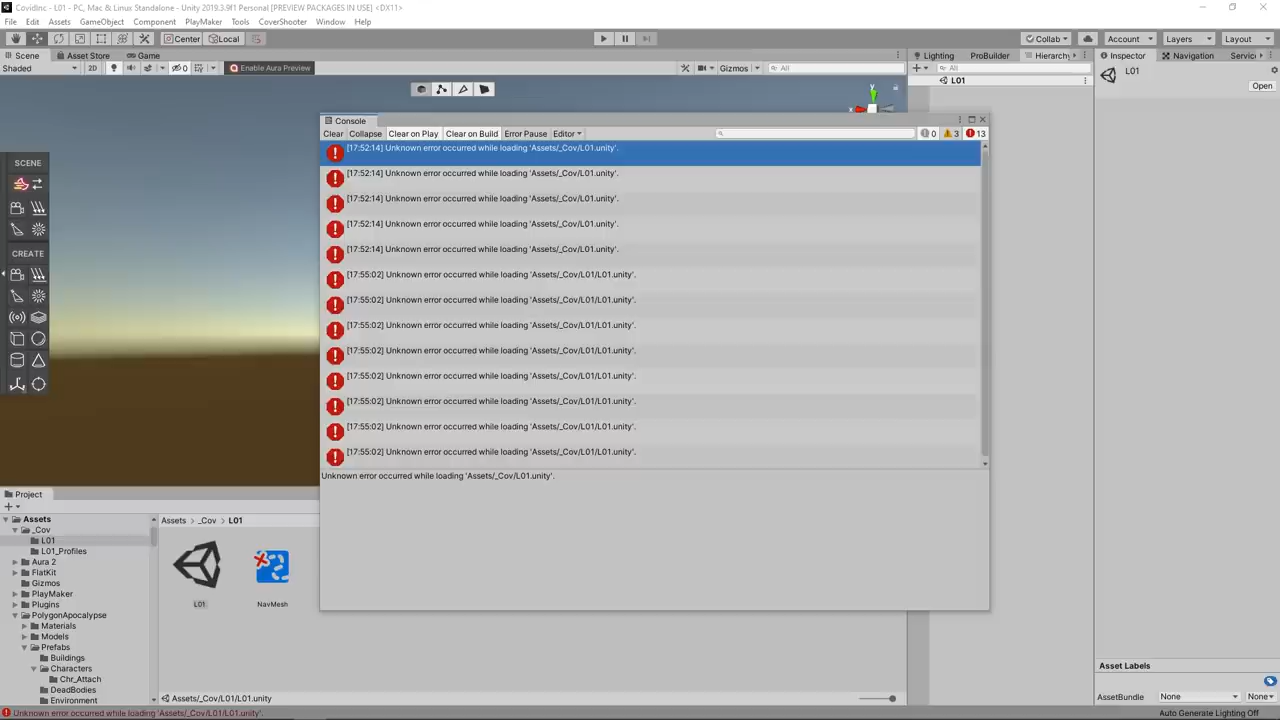 CovidInc - L01 - PC, Mac & Linux Standalone - Unity 2019.3.9f1 Personal [PREVIEW PACKAGES IN USE] <DX11>
File Edit Assets GameObject Component PlayMaker Tools CoverShooter Window Help
Center Local Collab Account Layers Layout
Scene Asset Store Game Lighting ProBuilder Hierarchy Inspector Navigation Servic
Shaded 2D 0 Enable Aura Preview Gizmos All All L01
L01
Open
y
x
Console
Clear Collapse Clear on Play Clear on Build Error Pause Editor 0 3 13
[17:52:14] Unknown error occurred while loading 'Assets/_Cov/L01.unity'.
[17:52:14] Unknown error occurred while loading 'Assets/_Cov/L01.unity'.
[17:52:14] Unknown error occurred while loading 'Assets/_Cov/L01.unity'.
[17:52:14] Unknown error occurred while loading 'Assets/_Cov/L01.unity'.
[17:52:14] Unknown error occurred while loading 'Assets/_Cov/L01.unity'.
[17:55:02] Unknown error occurred while loading 'Assets/_Cov/L01/L01.unity'.
[17:55:02] Unknown error occurred while loading 'Assets/_Cov/L01/L01.unity'.
[17:55:02] Unknown error occurred while loading 'Assets/_Cov/L01/L01.unity'.
[17:55:02] Unknown error occurred while loading 'Assets/_Cov/L01/L01.unity'.
[17:55:02] Unknown error occurred while loading 'Assets/_Cov/L01/L01.unity'.
[17:55:02] Unknown error occurred while loading 'Assets/_Cov/L01/L01.unity'.
[17:55:02] Unknown error occurred while loading 'Assets/_Cov/L01/L01.unity'.
[17:55:02] Unknown error occurred while loading 'Assets/_Cov/L01/L01.unity'.
Unknown error occurred while loading 'Assets/_Cov/L01.unity'.
SCENE
CREATE
Project
Assets
_Cov
L01
L01_Profiles
Aura 2
FlatKit
Gizmos
PlayMaker
Plugins
PolygonApocalypse
Materials
Models
Prefabs
Buildings
Characters
Chr_Attach
DeadBodies
Environment
Assets > _Cov > L01
L01 NavMesh
Assets/_Cov/L01/L01.unity
Asset Labels
AssetBundle None None
Unknown error occurred while loading 'Assets/_Cov/L01/L01.unity'.
Auto Generate Lighting Off